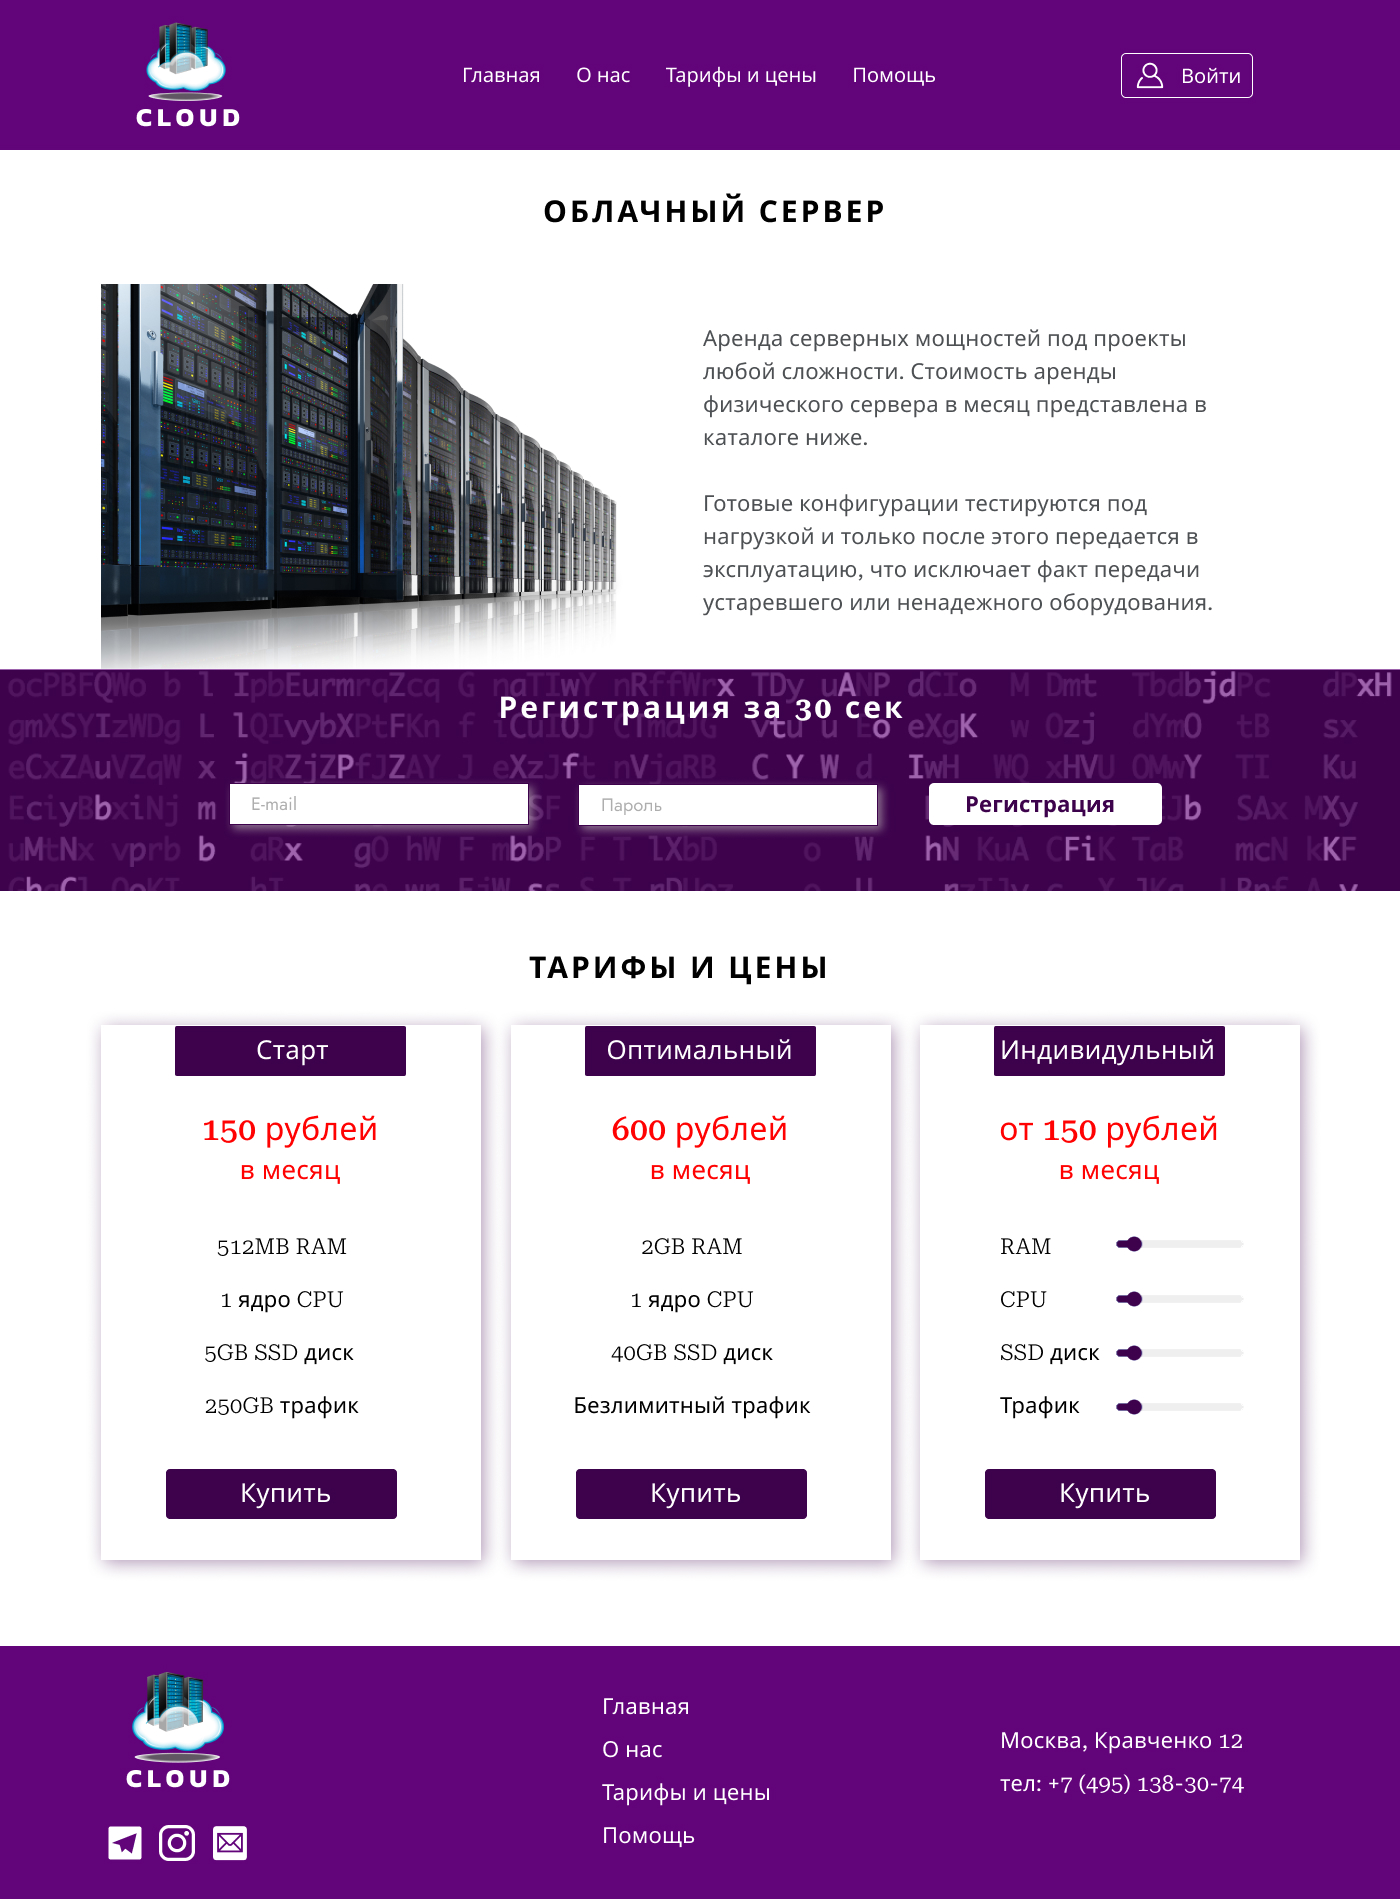 CLOUD
Главная О нас Тарифы и цены Помощь
Войти
ОБЛАЧНЫЙ СЕРВЕР
Аренда серверных мощностей под проекты
любой сложности. Стоимость аренды
физического сервера в месяц представлена в
каталоге ниже.
Готовые конфигурации тестируются под
нагрузкой и только после этого передается в
эксплуатацию, что исключает факт передачи
устаревшего или ненадежного оборудования.
Регистрация за 30 сек
E-mail
Пароль
Регистрация
ТАРИФЫ И ЦЕНЫ
Старт
150 рублей
в месяц
512MB RAM
1 ядро CPU
5GB SSD диск
250GB трафик
Купить
Оптимальный
600 рублей
в месяц
2GB RAM
1 ядро CPU
40GB SSD диск
Безлимитный трафик
Купить
Индивидульный
от 150 рублей
в месяц
RAM
CPU
SSD диск
Трафик
Купить
CLOUD
Главная
О нас
Тарифы и цены
Помощь
Москва, Кравченко 12
тел: +7 (495) 138-30-74